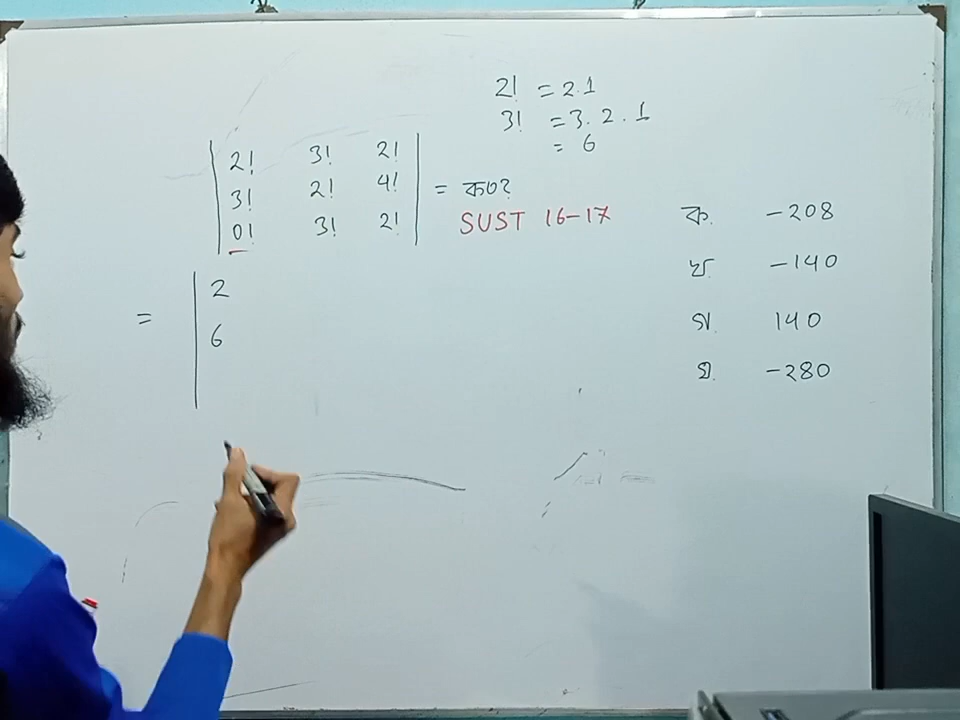 2! = 2.1
3! = 3. 2 . 1
= 6
2! 3! 2!
3! 2! 4! = কত?
0! 3! 2! SUST 16-17
ক. -208
খ. -140
গ. 140
ঘ. -280
= 2
6